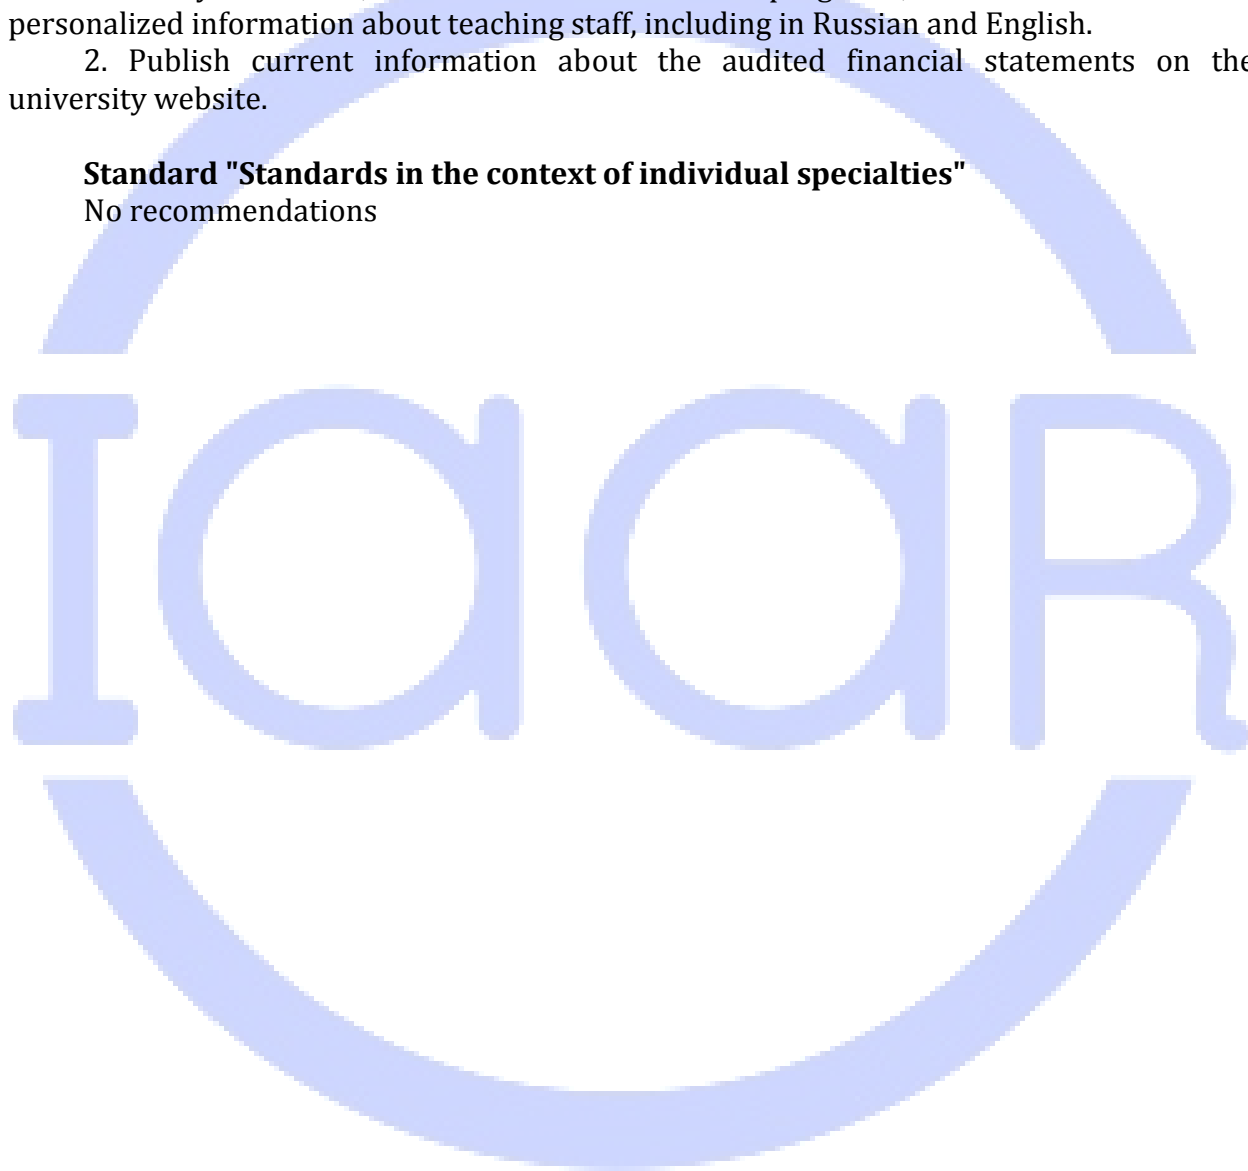 personalized information about teaching staff, including in Russian and English.
2. Publish current information about the audited financial statements on the
university website.
Standard "Standards in the context of individual specialties"
No recommendations
IaaR